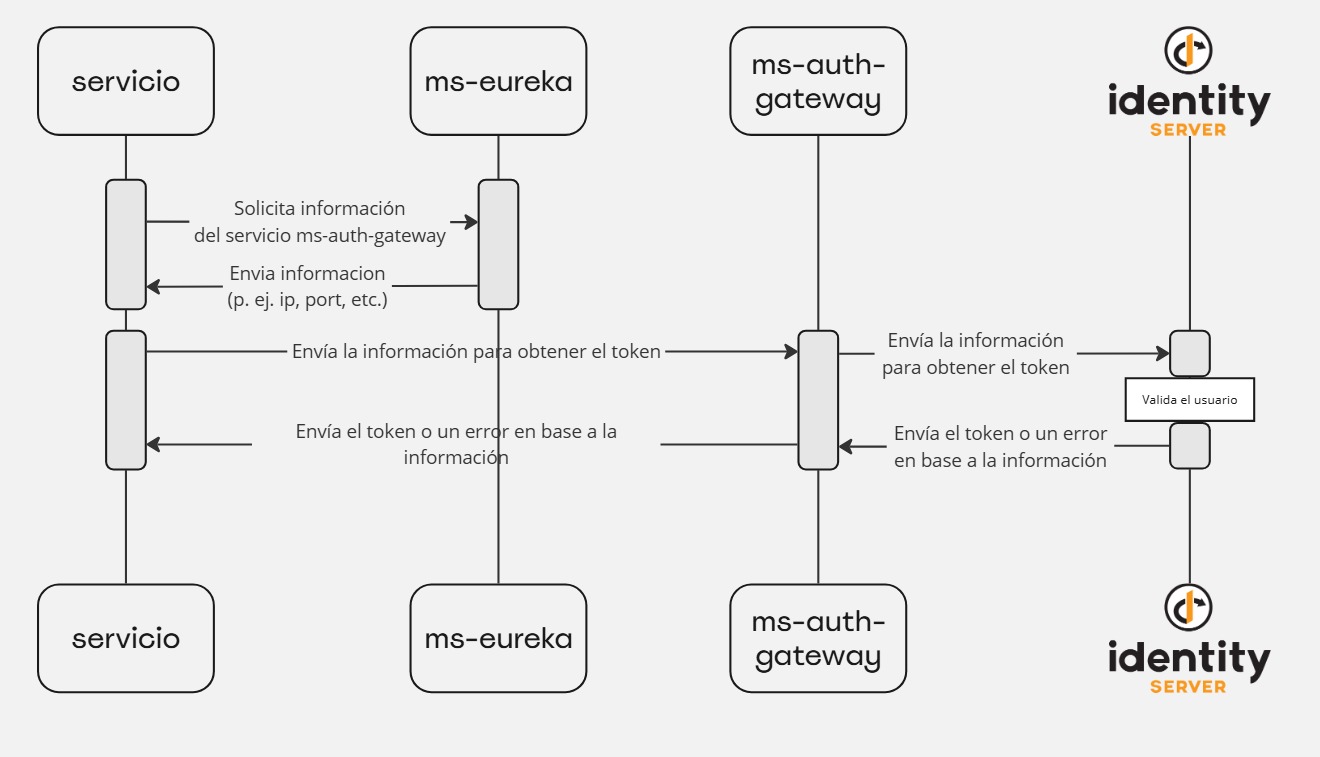 servicio
ms-eureka
ms-auth-
gateway
identity
SERVER
Solicita información
del servicio ms-auth-gateway
Envia informacion
(p. ej. ip, port, etc.)
Envía la información para obtener el token
Envía la información
para obtener el token
Valida el usuario
Envía el token o un error en base a la
información
Envía el token o un error
en base a la información
servicio
ms-eureka
ms-auth-
gateway
identity
SERVER